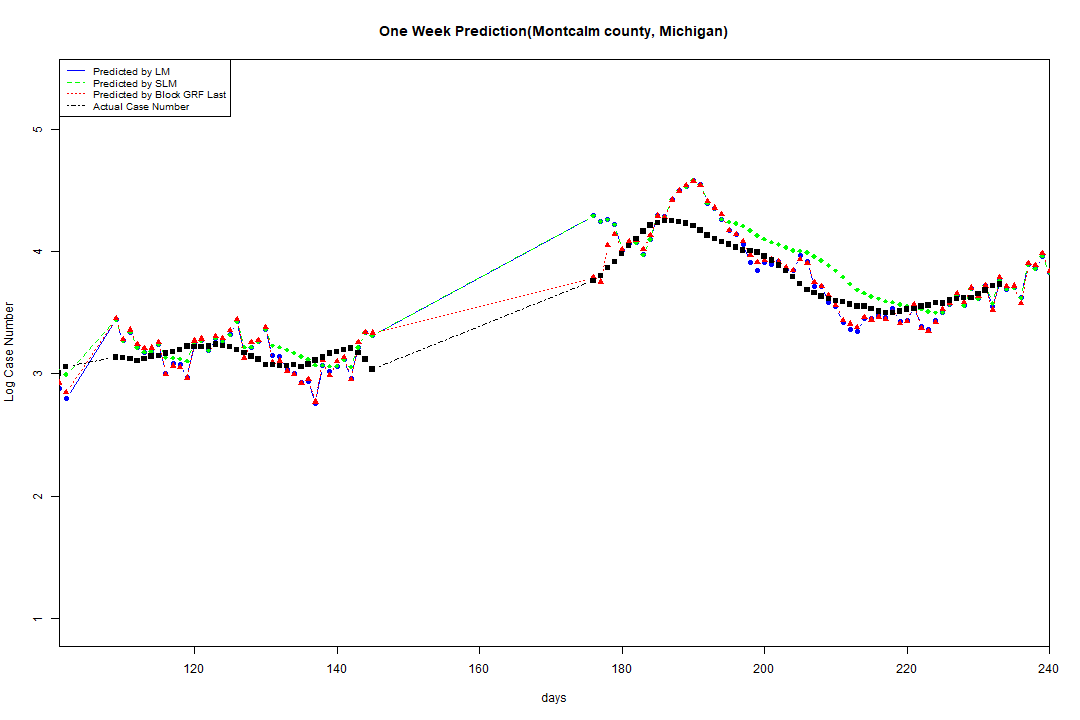 One Week Prediction(Montcalm county, Michigan)
Predicted by LM
Predicted by SLM
Predicted by Block GRF Last
Actual Case Number
5
4
3
2
1
Log Case Number
120 140 160 180 200 220 240
days